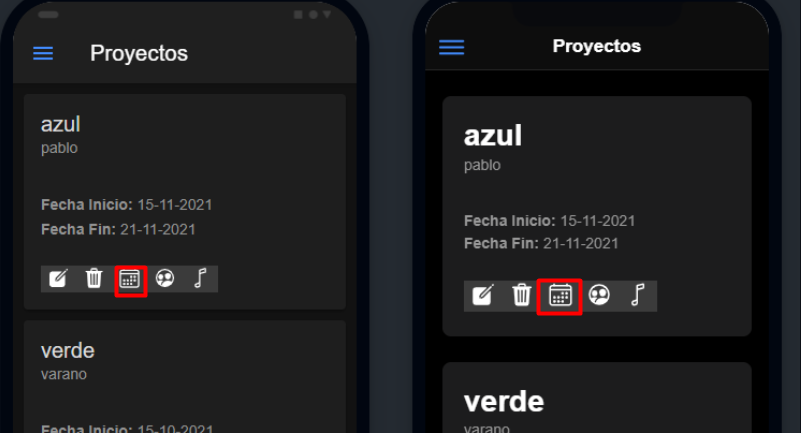 Proyectos
azul
pablo
Fecha Inicio: 15-11-2021
Fecha Fin: 21-11-2021
verde
varano
Fecha Inicio: 15-10-2021
Proyectos
azul
pablo
Fecha Inicio: 15-11-2021
Fecha Fin: 21-11-2021
verde
varano